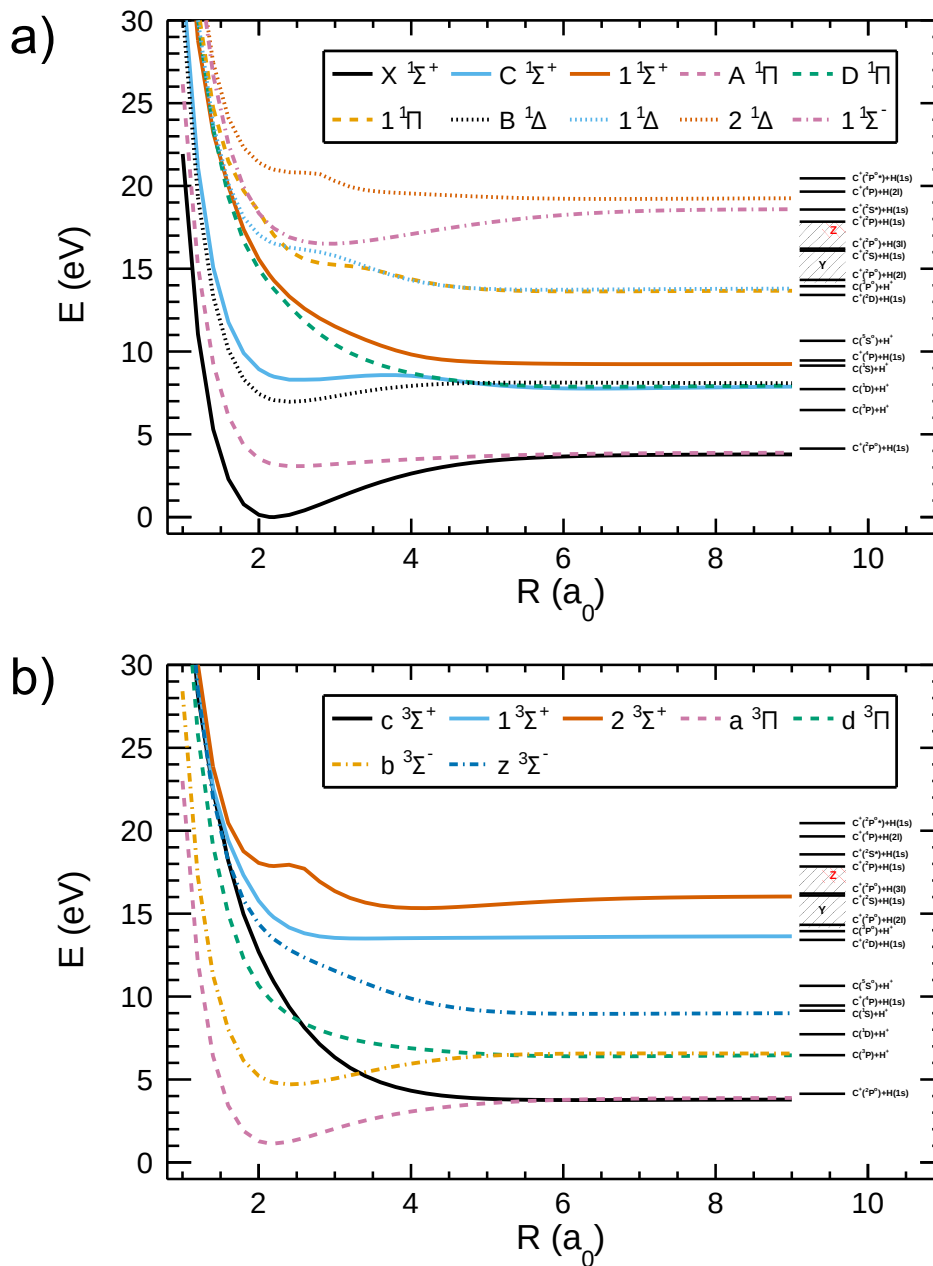 a)
30
25
20
15
10
5
0
E (eV)
X ¹Σ⁺ C ¹Σ⁺ 1 ¹Σ⁺ A ¹Π D ¹Π
1 ¹Π B ¹Δ 1 ¹Δ 2 ¹Δ 1 ¹Σ⁻
C⁺(²P°*)+H(1s)
C⁺(⁴P)+H(2l)
C⁺(²S*)+H(1s)
C⁺(²P)+H(1s)
Z
C⁺(²P°)+H(3l)
C⁺(²S)+H(1s)
Y
C⁺(²P°)+H(2l)
C(³P°)+H⁺
C⁺(²D)+H(1s)
C(⁵S°)+H⁺
C⁺(⁴P)+H(1s)
C(¹S)+H⁺
C(¹D)+H⁺
C(³P)+H⁺
C⁺(²P°)+H(1s)
2 4 6 8 10
R (a₀)
b)
30
25
20
15
10
5
0
E (eV)
c ³Σ⁺ 1 ³Σ⁺ 2 ³Σ⁺ a ³Π d ³Π
b ³Σ⁻ z ³Σ⁻
C⁺(²P°*)+H(1s)
C⁺(⁴P)+H(2l)
C⁺(²S*)+H(1s)
C⁺(²P)+H(1s)
Z
C⁺(²P°)+H(3l)
C⁺(²S)+H(1s)
Y
C⁺(²P°)+H(2l)
C(³P°)+H⁺
C⁺(²D)+H(1s)
C(⁵S°)+H⁺
C⁺(⁴P)+H(1s)
C(¹S)+H⁺
C(¹D)+H⁺
C(³P)+H⁺
C⁺(²P°)+H(1s)
2 4 6 8 10
R (a₀)